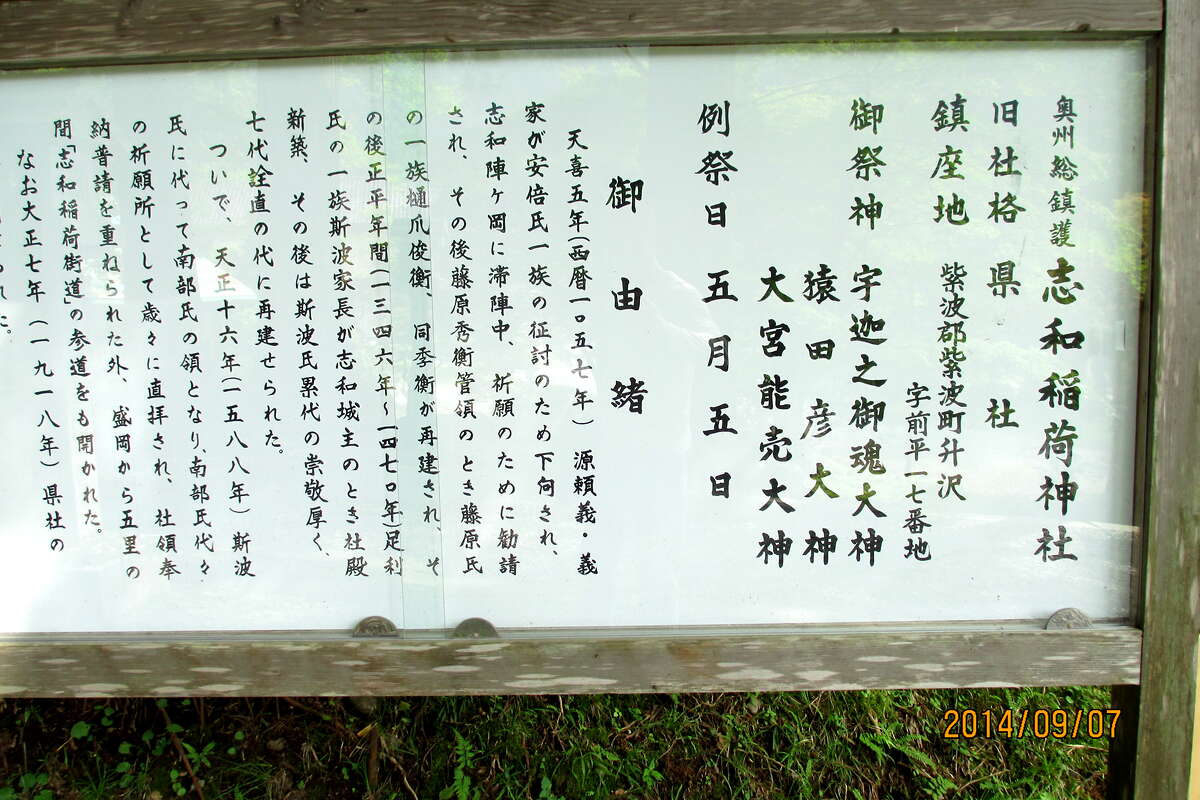 奥州総鎮護 志和稲荷神社
旧社格 県 社
鎮座地 紫波郡紫波町升沢
字前平一七番地
御祭神 宇迦之御魂大神
猿田彦大神
大宮能売大神
例祭日 五月五日
御由緒
天喜五年(西暦一〇五七年)源頼義・義
家が安倍氏一族の征討のため下向され、
志和陣ヶ岡に滞陣中、祈願のために勧請
され、その後藤原秀衡管領のとき藤原氏
の一族樋爪俊衡、同季衡が再建され、そ
の後正平年間(一三四六年~一四七〇年)足利
氏の一族斯波家長が志和城主のとき社殿
新築、その後は斯波氏累代の崇敬厚く、
七代詮直の代に再建せられた。
ついで、天正十六年(一五八八年)斯波
氏に代って南部氏の領となり、南部氏代々
の祈願所として歳々に直拝され、社領奉
納普請を重ねられた外、盛岡から五里の
間「志和稲荷街道」の参道をも開かれた。
なお大正七年(一九一八年)県社の
2014/09/07